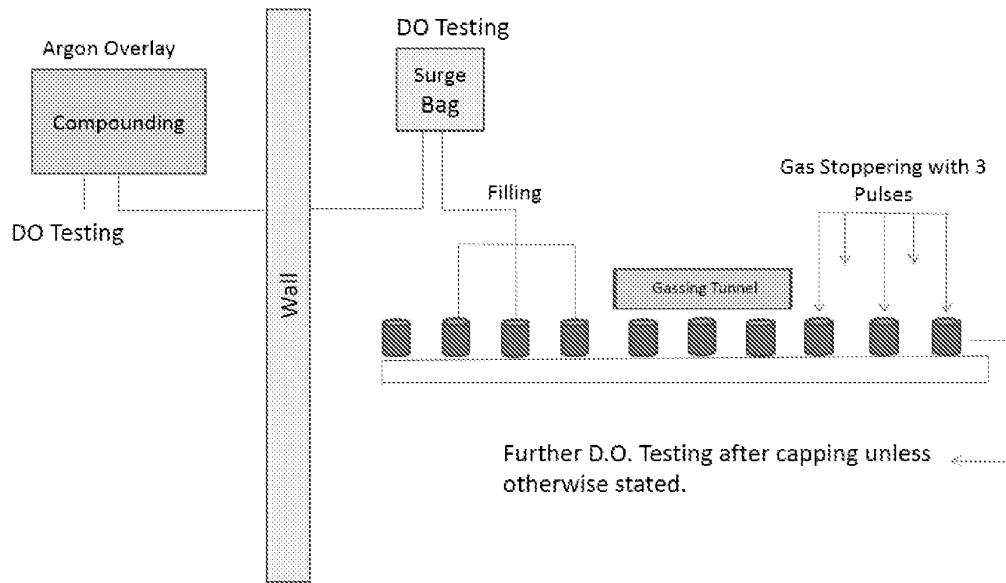 Argon Overlay
Compounding
DO Testing
Wall
DO Testing
Surge
Bag
Filling
Gassing Tunnel
Gas Stoppering with 3
Pulses
Further D.O. Testing after capping unless
otherwise stated.